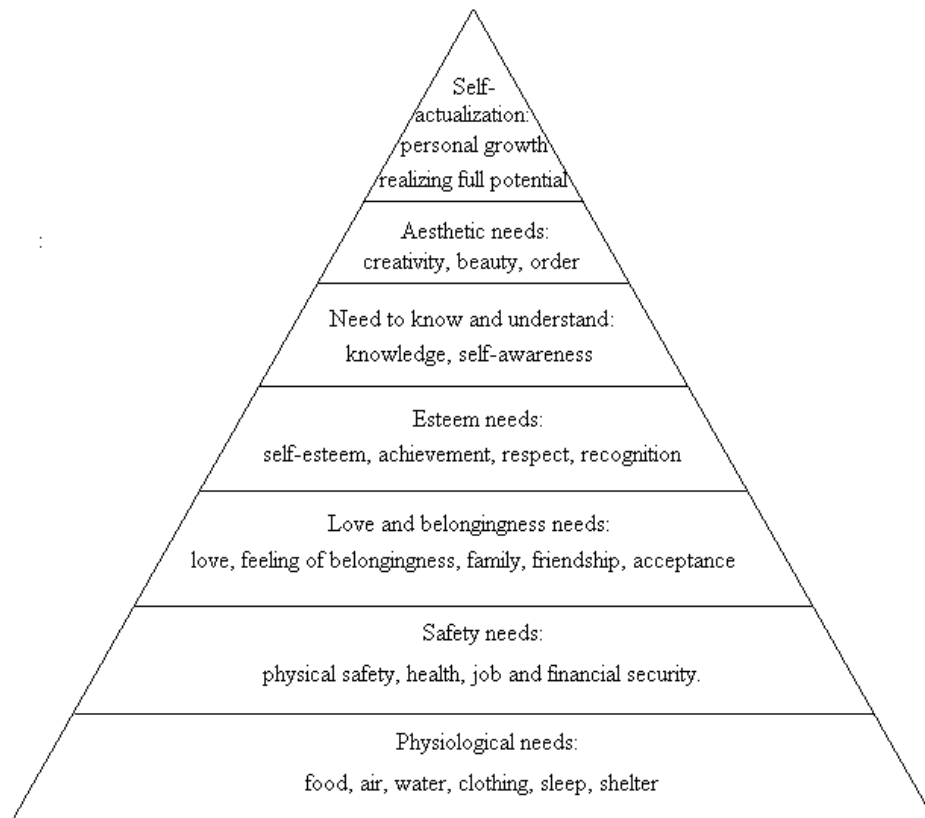 Self-
actualization:
personal growth
realizing full potential
Aesthetic needs:
creativity, beauty, order
:
Need to know and understand:
knowledge, self-awareness
Esteem needs:
self-esteem, achievement, respect, recognition
Love and belongingness needs:
love, feeling of belongingness, family, friendship, acceptance
Safety needs:
physical safety, health, job and financial security.
Physiological needs:
food, air, water, clothing, sleep, shelter